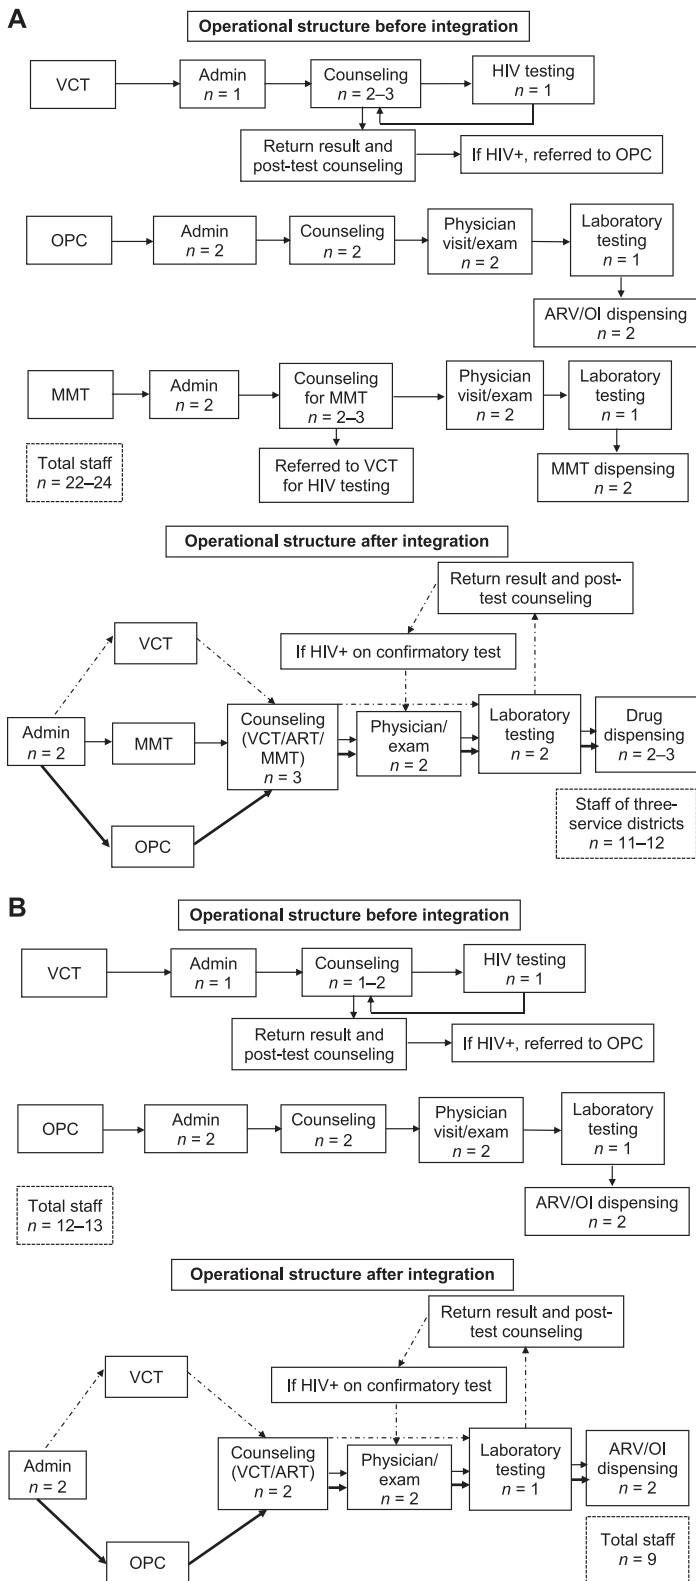 A
Operational structure before integration
VCT
Admin
n = 1
Counseling
n = 2–3
HIV testing
n = 1
Return result and
post-test counseling
If HIV+, referred to OPC
OPC
Admin
n = 2
Counseling
n = 2
Physician
visit/exam
n = 2
Laboratory
testing
n = 1
ARV/OI dispensing
n = 2
MMT
Admin
n = 2
Counseling
for MMT
n = 2–3
Physician
visit/exam
n = 2
Laboratory
testing
n = 1
Total staff
n = 22–24
Referred to VCT
for HIV testing
MMT dispensing
n = 2
Operational structure after integration
Return result and post-
test counseling
VCT
If HIV+ on confirmatory test
Admin
n = 2
MMT
Counseling
(VCT/ART/
MMT)
n = 3
Physician/
exam
n = 2
Laboratory
testing
n = 2
Drug
dispensing
n = 2–3
OPC
Staff of three-
service districts
n = 11–12
B
Operational structure before integration
VCT
Admin
n = 1
Counseling
n = 1–2
HIV testing
n = 1
Return result and
post-test counseling
If HIV+, referred to OPC
OPC
Admin
n = 2
Counseling
n = 2
Physician
visit/exam
n = 2
Laboratory
testing
n = 1
Total staff
n = 12–13
ARV/OI dispensing
n = 2
Operational structure after integration
Return result and post-
test counseling
VCT
If HIV+ on confirmatory test
Admin
n = 2
Counseling
(VCT/ART)
n = 2
Physician/
exam
n = 2
Laboratory
testing
n = 1
ARV/OI
dispensing
n = 2
OPC
Total staff
n = 9